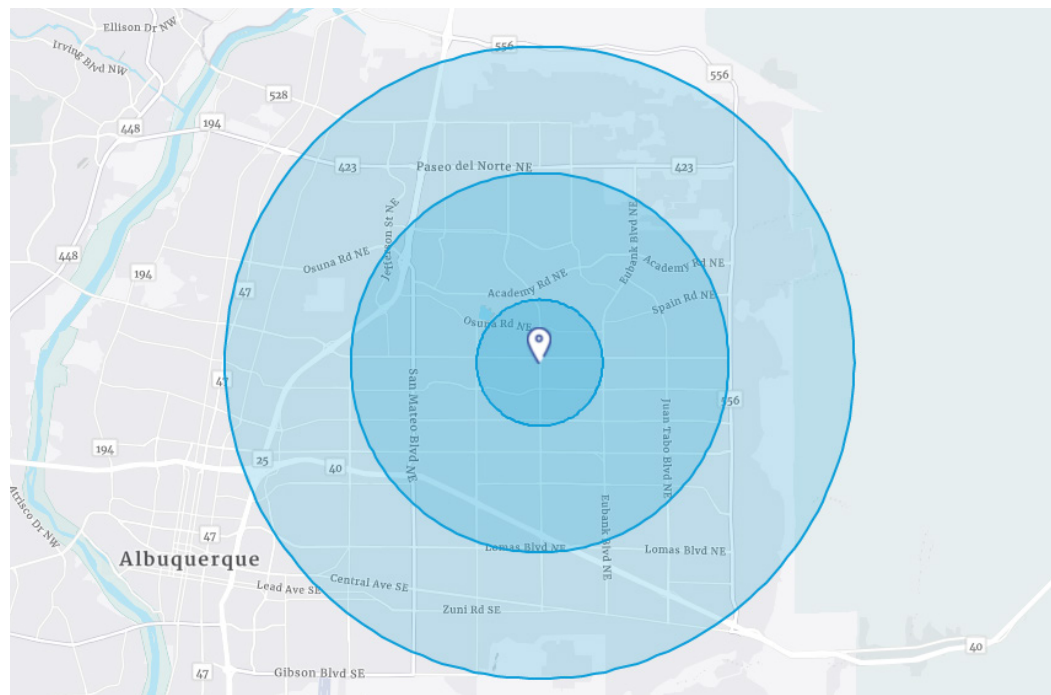 Ellison Dr NW
Irving Blvd NW
556
556
528
448
194
423
Paseo del Norte NE
423
Jefferson St NE
Eubank Blvd NE
448
194
Osuna Rd NE
Academy Rd NE
47
Academy Rd NE
Spain Rd NE
Osuna Rd NE
47
San Mateo Blvd NE
556
Juan Tabo Blvd NE
194
25
40
Atrisco Dr NW
Eubank Blvd NE
47
Lomas Blvd NE
Lomas Blvd NE
Albuquerque
Lead Ave SE
Central Ave SE
Zuni Rd SE
40
47
Gibson Blvd SE